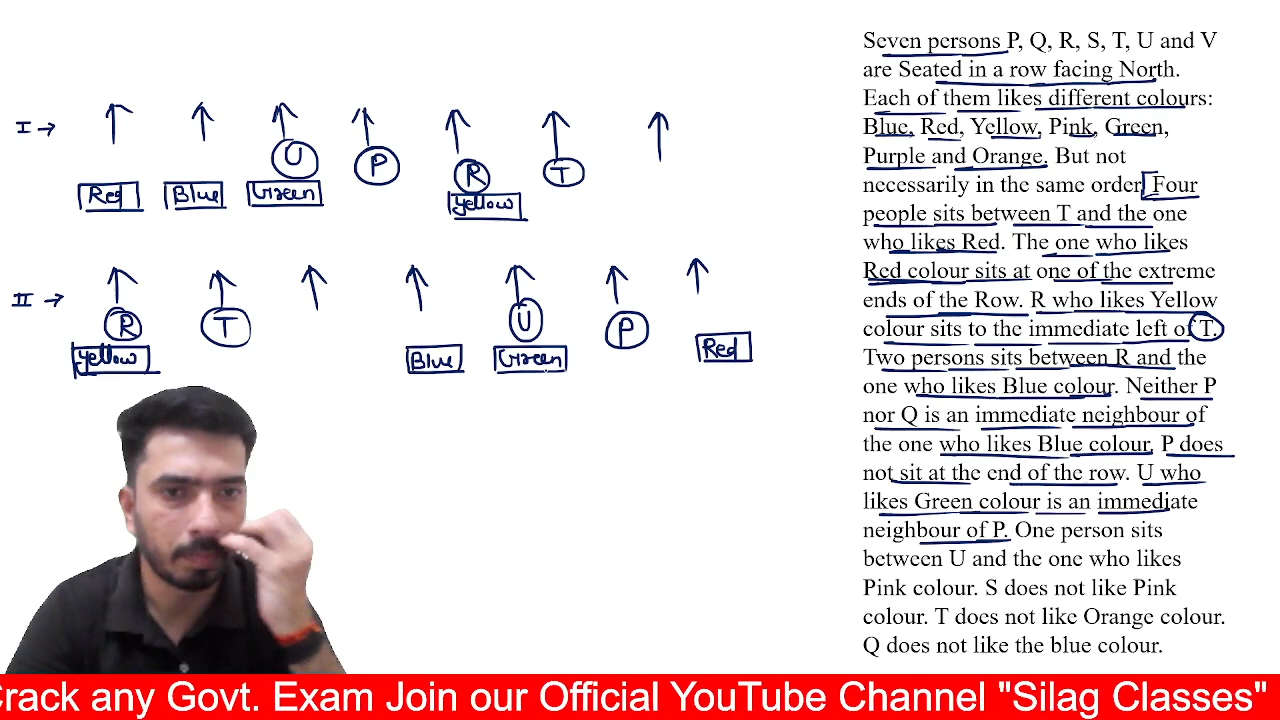 I →
U
P
R
T
Red
Blue
Green
yellow
II →
R
T
U
P
yellow
Blue
Green
Red
Seven persons P, Q, R, S, T, U and V
are Seated in a row facing North.
Each of them likes different colours:
Blue, Red, Yellow, Pink, Green,
Purple and Orange. But not
necessarily in the same order. Four
people sits between T and the one
who likes Red. The one who likes
Red colour sits at one of the extreme
ends of the Row. R who likes Yellow
colour sits to the immediate left of T.
Two persons sits between R and the
one who likes Blue colour. Neither P
nor Q is an immediate neighbour of
the one who likes Blue colour, P does
not sit at the end of the row. U who
likes Green colour is an immediate
neighbour of P. One person sits
between U and the one who likes
Pink colour. S does not like Pink
colour. T does not like Orange colour.
Q does not like the blue colour.
Crack any Govt. Exam Join our Official YouTube Channel "Silag Classes"